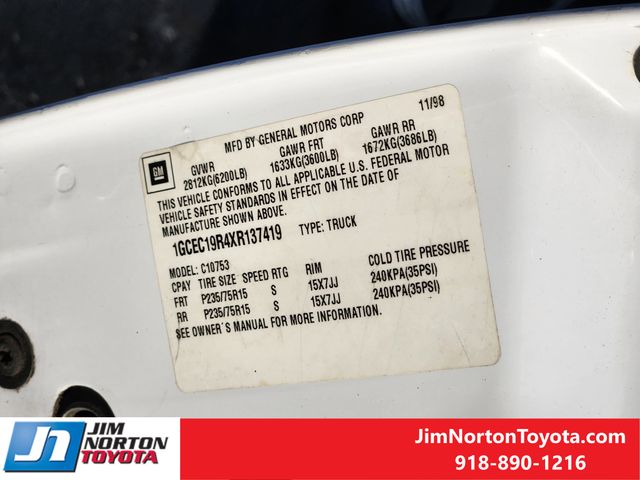 MFD BY GENERAL MOTORS CORP 11/98
GM
GVWR GAWR FRT GAWR RR
2812KG(6200LB) 1633KG(3600LB) 1672KG(3686LB)
THIS VEHICLE CONFORMS TO ALL APPLICABLE U.S. FEDERAL MOTOR
VEHICLE SAFETY STANDARDS IN EFFECT ON THE DATE OF
MANUFACTURE SHOWN ABOVE.
1GCEC19R4XR137419 TYPE: TRUCK
MODEL: C10753
CPAY TIRE SIZE SPEED RTG RIM COLD TIRE PRESSURE
FRT P235/75R15 S 15X7JJ 240KPA(35PSI)
RR P235/75R15 S 15X7JJ 240KPA(35PSI)
SEE OWNER'S MANUAL FOR MORE INFORMATION.
JN JIM
NORTON
TOYOTA
JimNortonToyota.com
918-890-1216